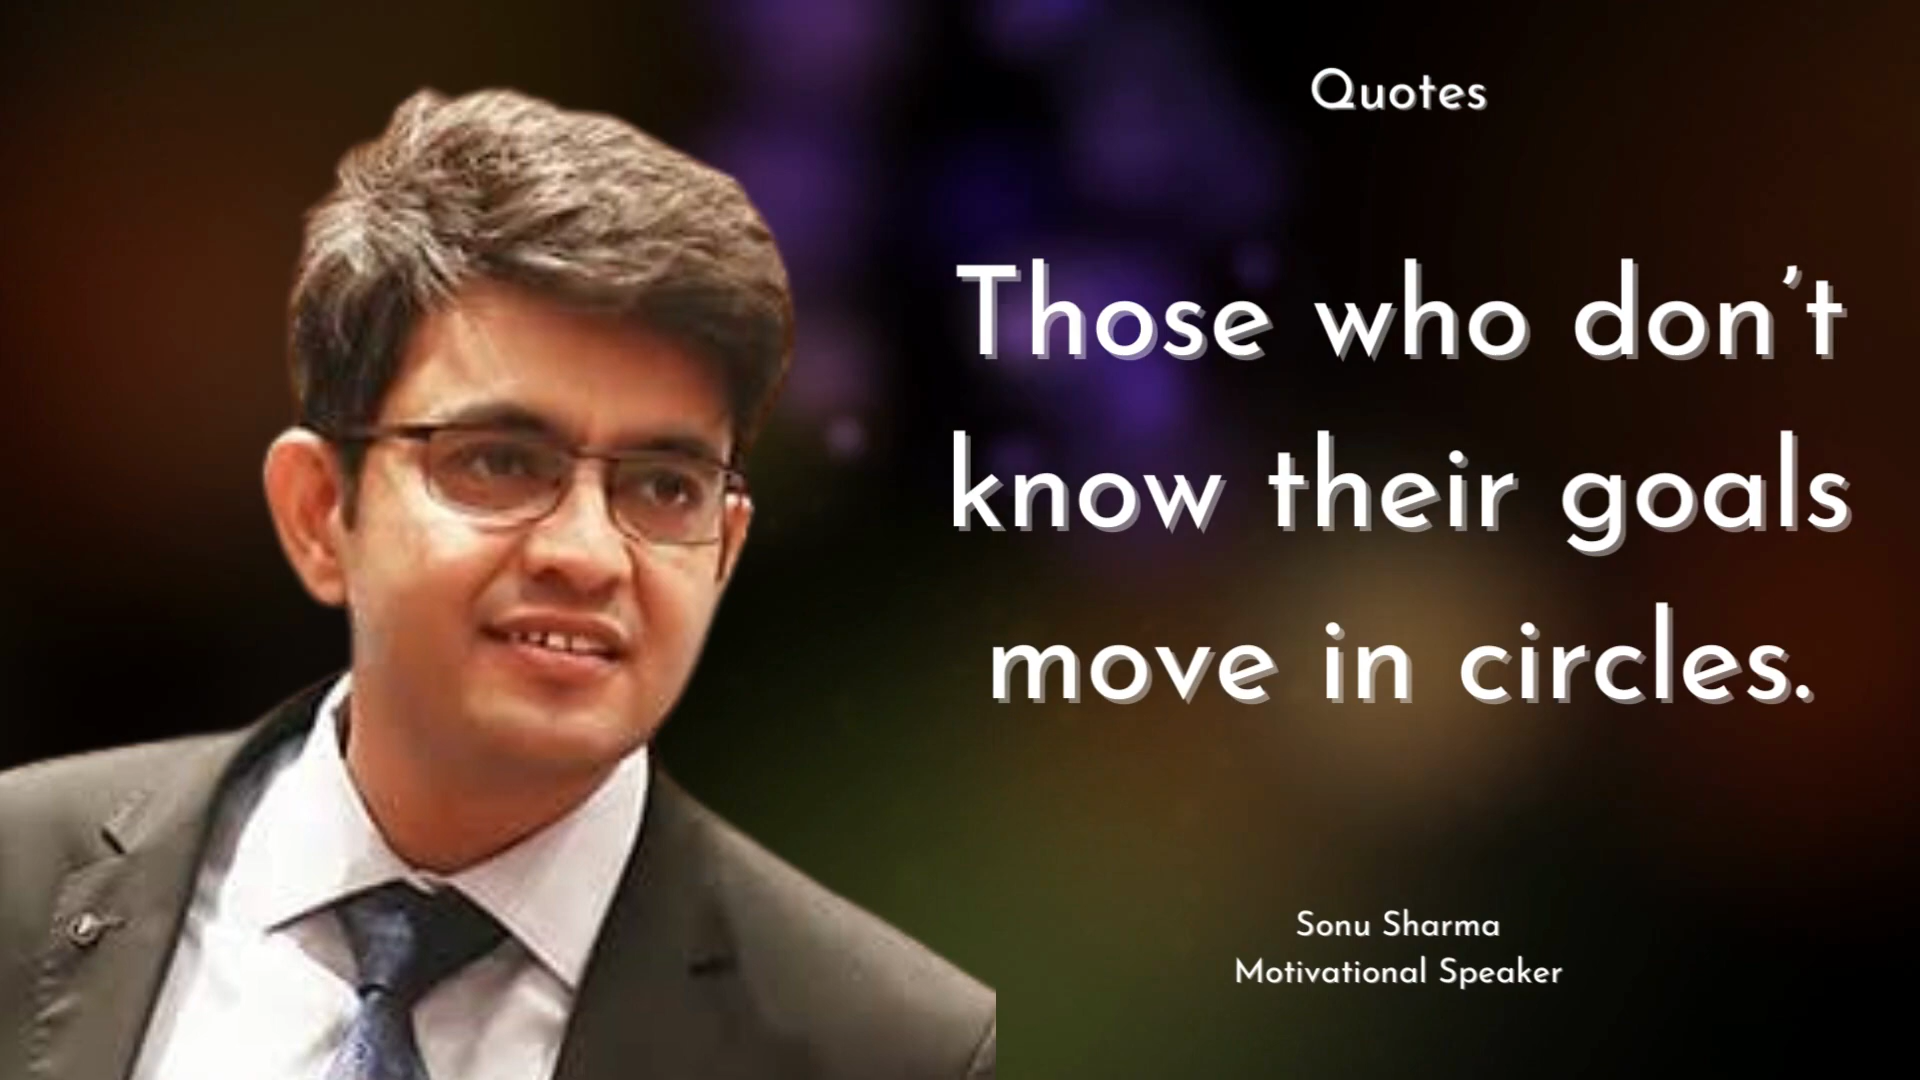 Quotes
Those who don't
know their goals
move in circles.
Sonu Sharma
Motivational Speaker